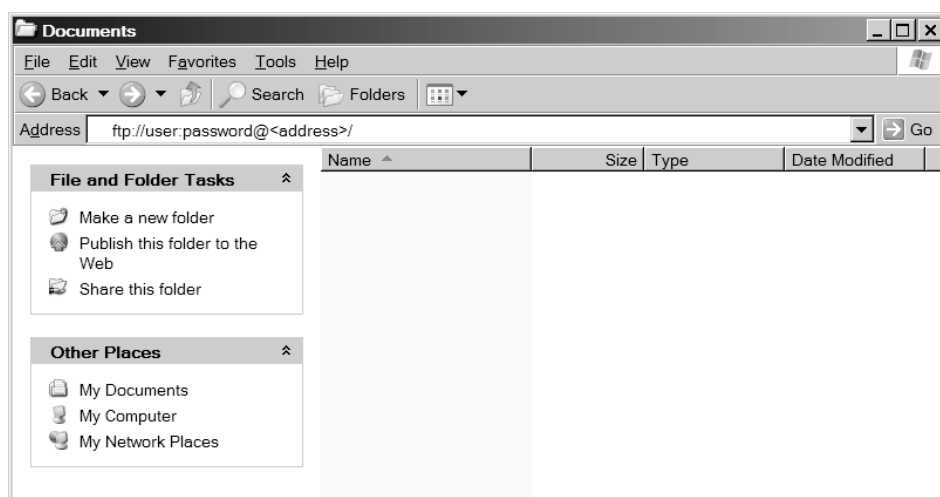 Documents
File Edit View Favorites Tools Help
Back Search Folders
Address ftp://user:password@<address>/ Go
Name Size Type Date Modified
File and Folder Tasks
Make a new folder
Publish this folder to the
Web
Share this folder
Other Places
My Documents
My Computer
My Network Places